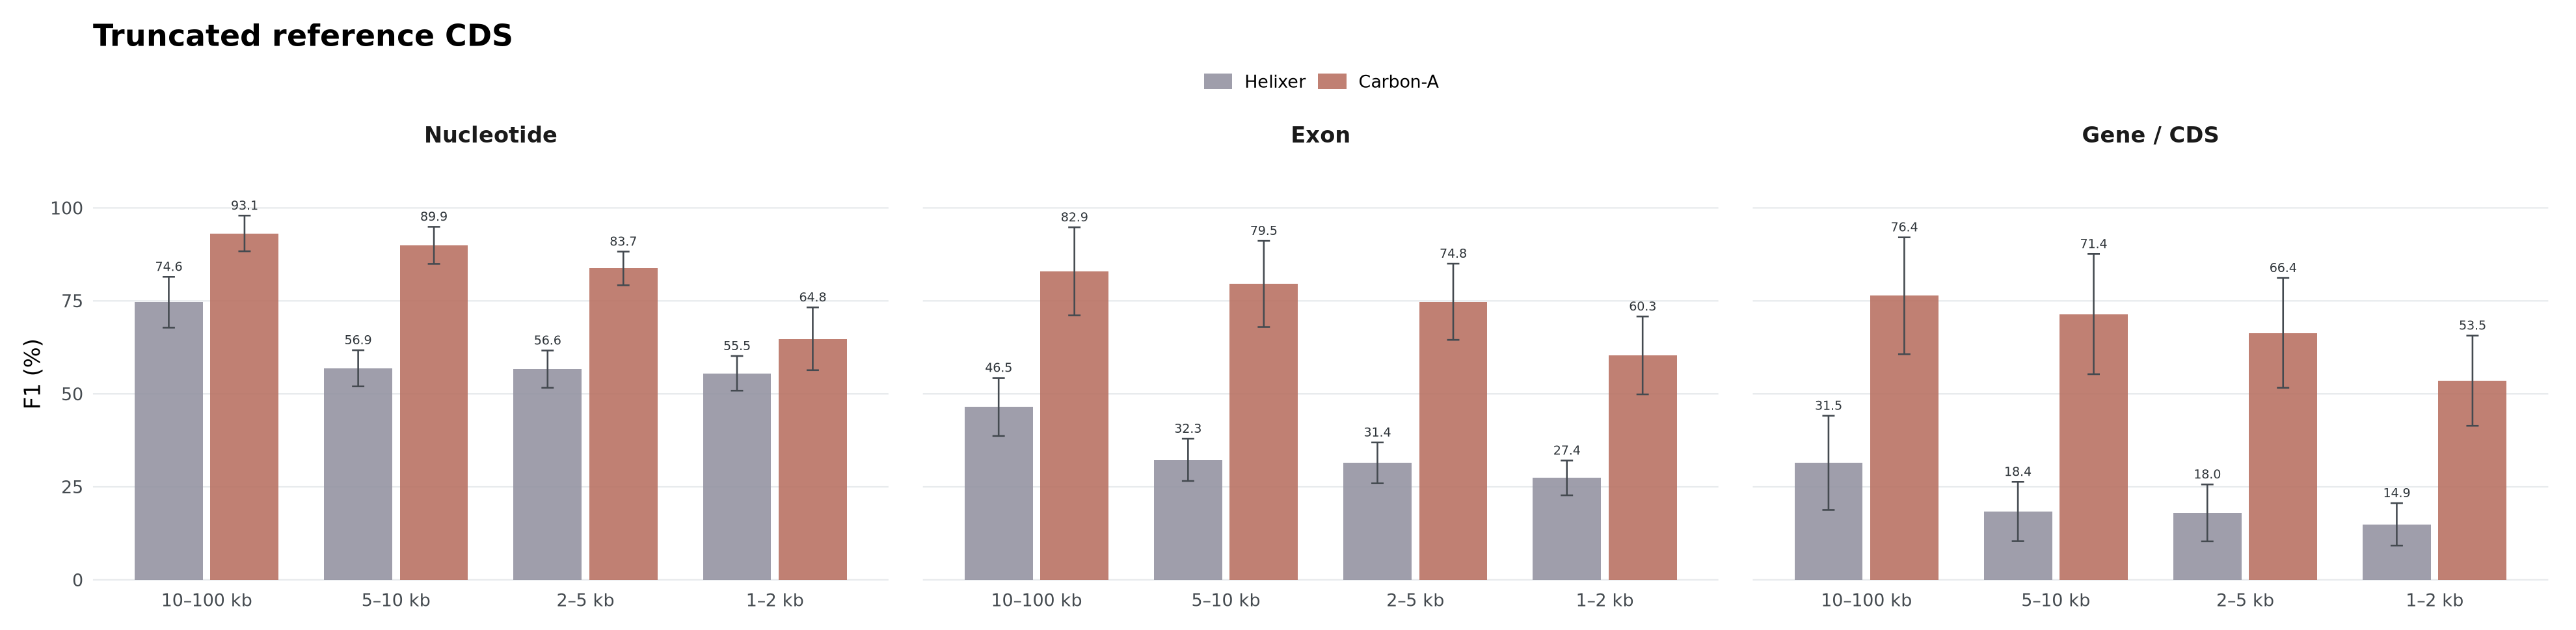 Truncated reference CDS
Helixer Carbon-A
Nucleotide
Exon
Gene / CDS
F1 (%)
100
75
50
25
0
74.6
93.1
56.9
89.9
56.6
83.7
55.5
64.8
10–100 kb
5–10 kb
2–5 kb
1–2 kb
46.5
82.9
32.3
79.5
31.4
74.8
27.4
60.3
10–100 kb
5–10 kb
2–5 kb
1–2 kb
31.5
76.4
18.4
71.4
18.0
66.4
14.9
53.5
10–100 kb
5–10 kb
2–5 kb
1–2 kb